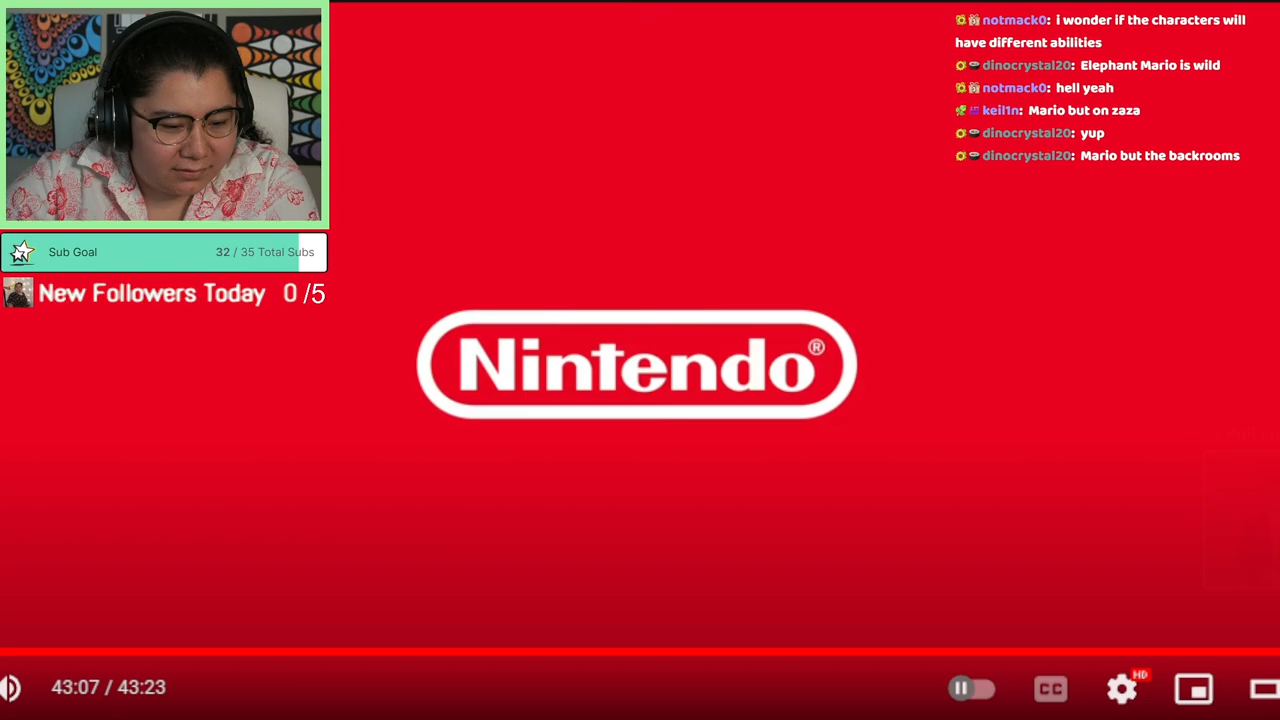 notmack0: i wonder if the characters will
have different abilities
dinocrystal20: Elephant Mario is wild
notmack0: hell yeah
keil1n: Mario but on zaza
dinocrystal20: yup
dinocrystal20: Mario but the backrooms
Sub Goal 32 / 35 Total Subs
New Followers Today 0 /5
Nintendo®
43:07 / 43:23
CC
HD